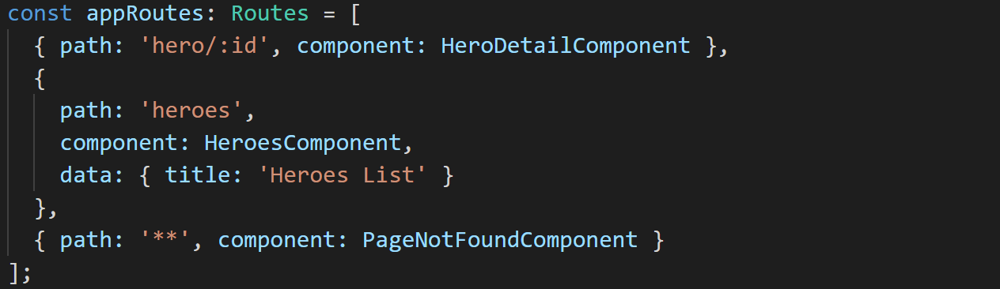 const appRoutes: Routes = [
  { path: 'hero/:id', component: HeroDetailComponent },
  {
    path: 'heroes',
    component: HeroesComponent,
    data: { title: 'Heroes List' }
  },
  { path: '**', component: PageNotFoundComponent }
];